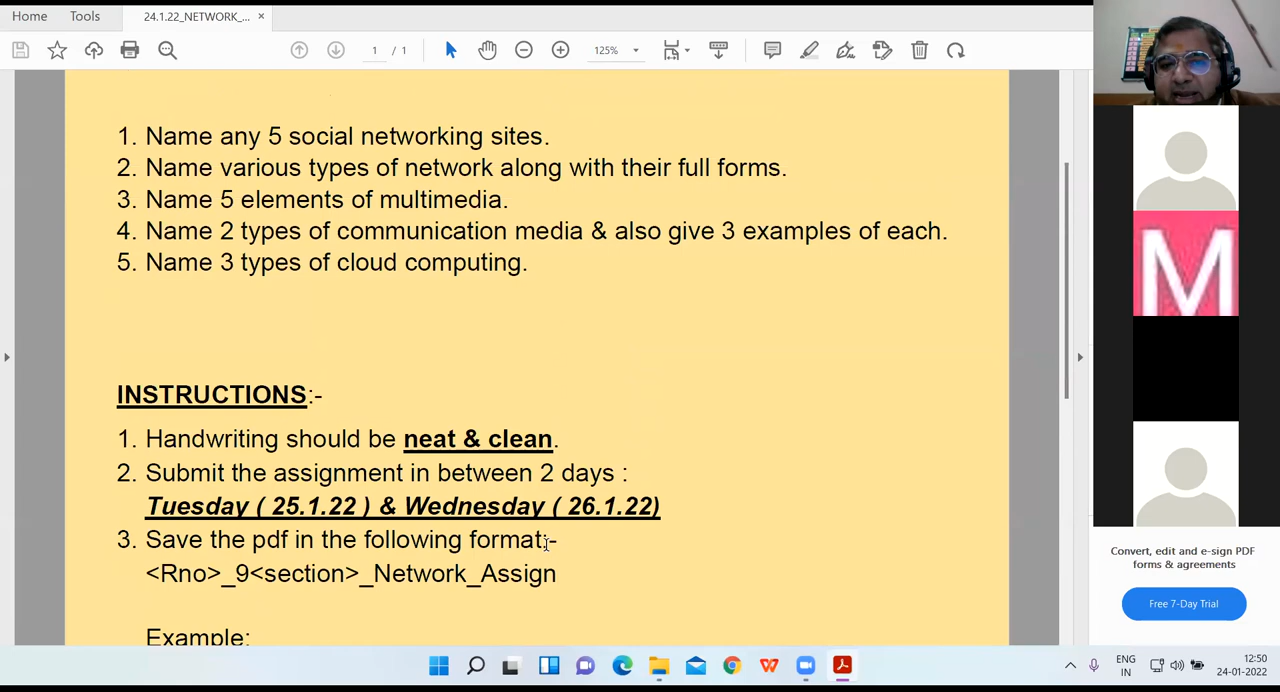 Home Tools 24.1.22_NETWORK_... ×
1 / 1 125%
1. Name any 5 social networking sites.
2. Name various types of network along with their full forms.
3. Name 5 elements of multimedia.
4. Name 2 types of communication media & also give 3 examples of each.
5. Name 3 types of cloud computing.
INSTRUCTIONS:-
1. Handwriting should be neat & clean.
2. Submit the assignment in between 2 days :
Tuesday ( 25.1.22 ) & Wednesday ( 26.1.22)
3. Save the pdf in the following format:-
<Rno>_9<section>_Network_Assign
Example:
M
Convert, edit and e-sign PDF
forms & agreements
Free 7-Day Trial
ENG
IN
12:50
24-01-2022